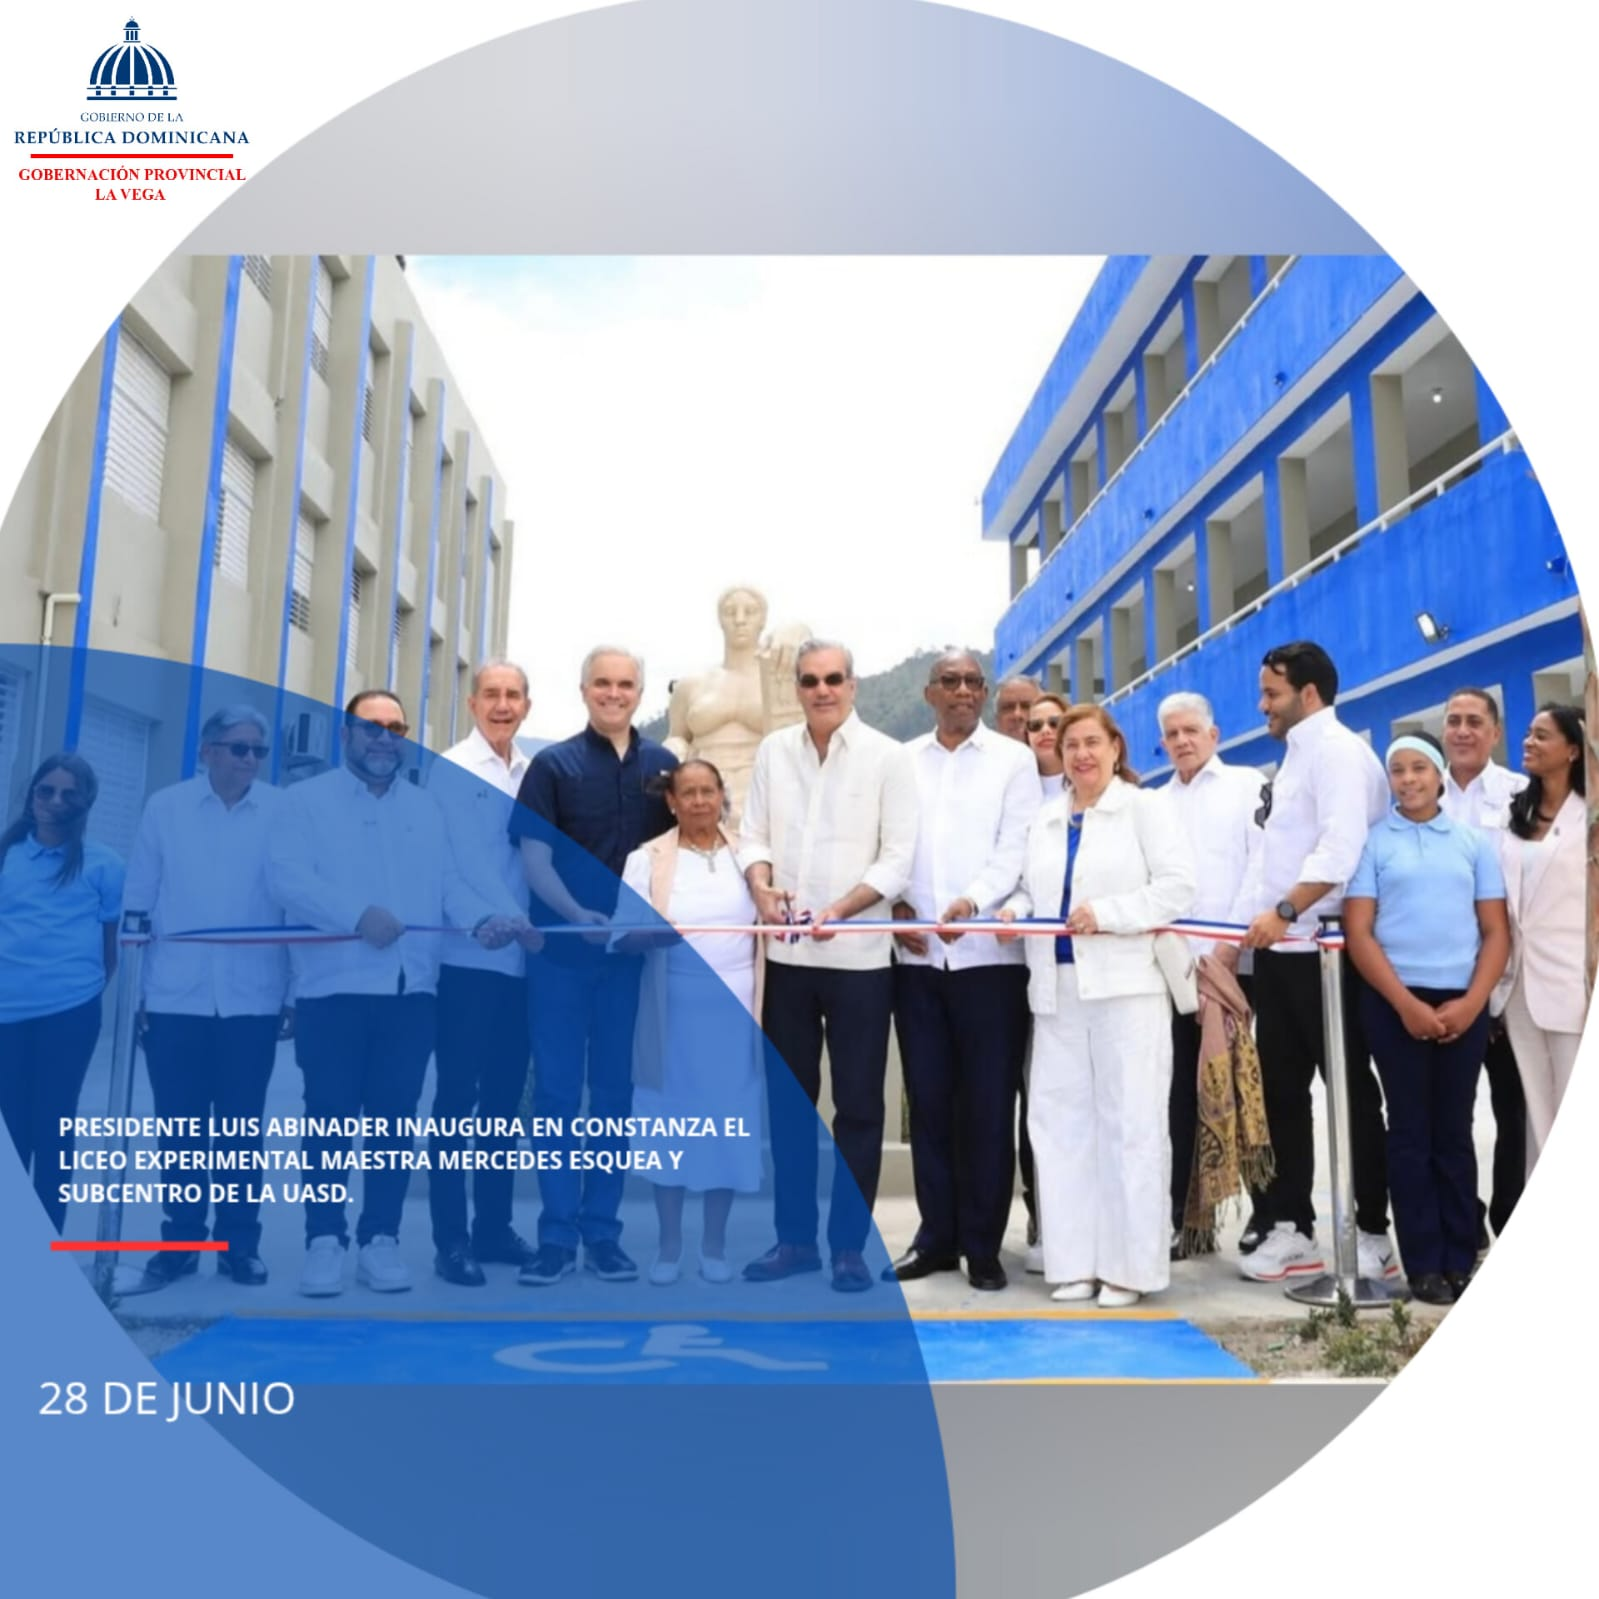 GOBIERNO DE LA
REPÚBLICA DOMINICANA
GOBERNACIÓN PROVINCIAL
LA VEGA
PRESIDENTE LUIS ABINADER INAUGURA EN CONSTANZA EL
LICEO EXPERIMENTAL MAESTRA MERCEDES ESQUEA Y
SUBCENTRO DE LA UASD.
28 DE JUNIO